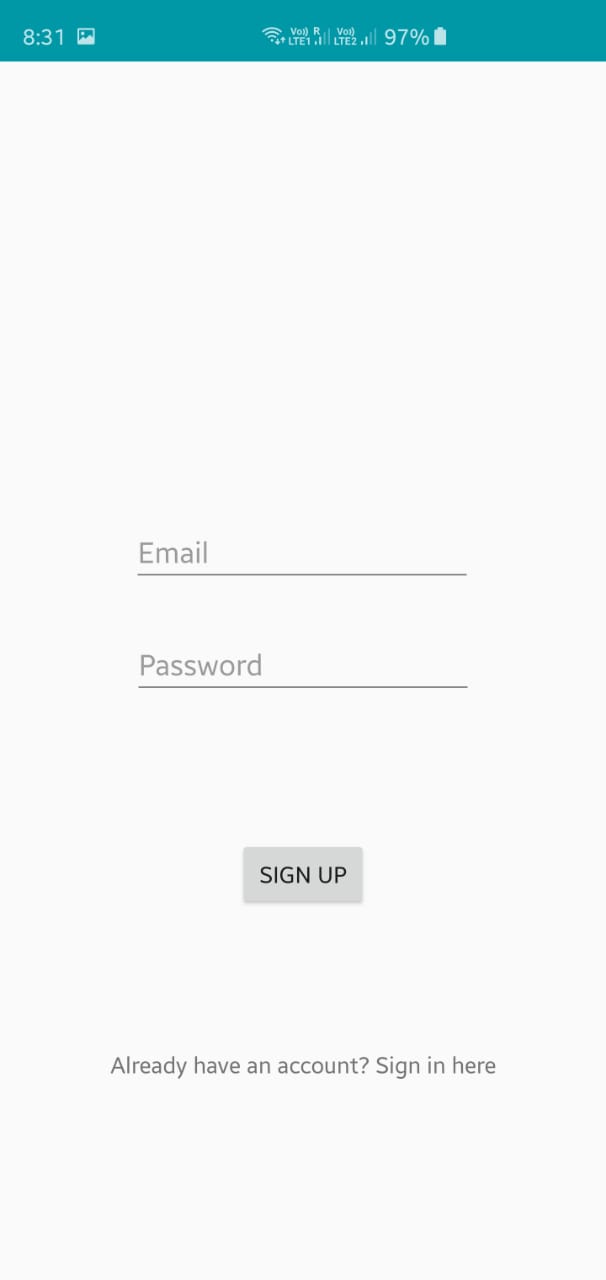 8:31 Vo)) R LTE1 Vo)) LTE2 97%
Email
Password
SIGN UP
Already have an account? Sign in here